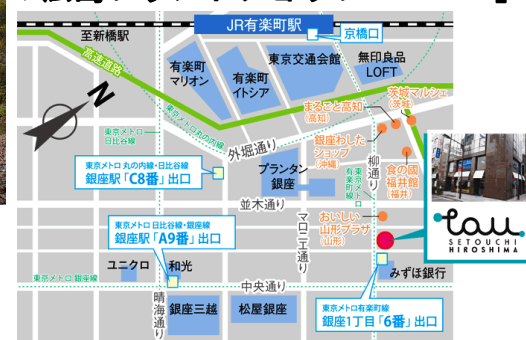 JR有楽町駅
至新橋駅
京橋口
高速道路
有楽町
マリオン
有楽町
イトシア
東京交通会館
無印良品
LOFT
N
茨城マルシェ
(茨城)
まるごと高知
(高知)
東京メトロ
日比谷線
東京メトロ丸の内線
外堀通り
銀座わした
ショップ
(沖縄)
柳通り
食の國
福井館
(福井)
東京メトロ 丸の内線・日比谷線
銀座駅「C8番」出口
プランタン
銀座
東京メトロ
有楽町線
並木通り
マロニエ通り
おいしい
山形プラザ
(山形)
tau
SETOUCHI
HIROSHIMA
東京メトロ 日比谷線・銀座線
銀座駅「A9番」出口
ユニクロ
和光
みずほ銀行
東京メトロ 銀座線
中央通り
晴海通り
銀座三越
松屋銀座
東京メトロ有楽町線
銀座1丁目「6番」出口